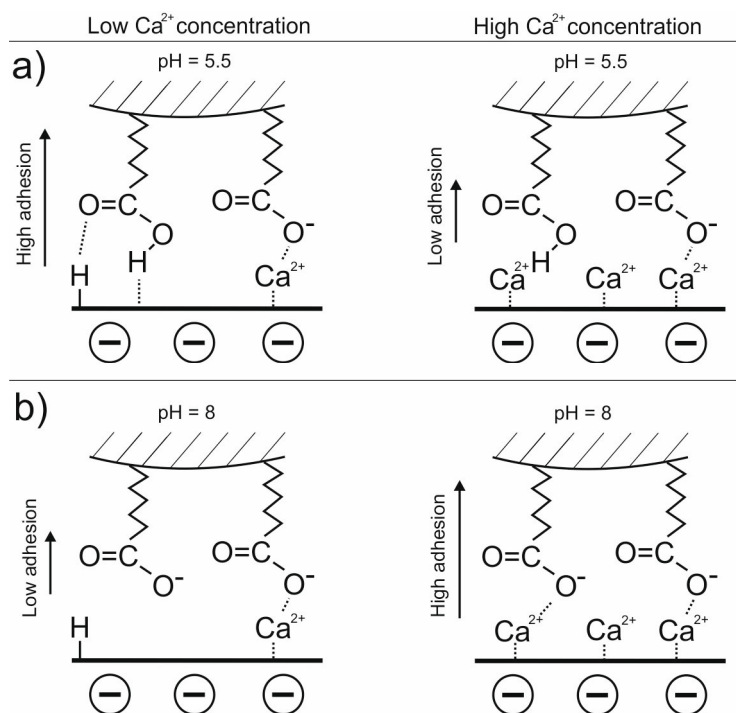 Low Ca²⁺ concentration
High Ca²⁺ concentration
a)
pH = 5.5
pH = 5.5
High adhesion
O=C
O
H
H
Ca²⁺
Low adhesion
O=C
O⁻
O=C
O
H
Ca²⁺
Ca²⁺
O=C
O⁻
Ca²⁺
b)
pH = 8
pH = 8
Low adhesion
O=C
O⁻
H
O=C
O⁻
Ca²⁺
High adhesion
O=C
O⁻
Ca²⁺
Ca²⁺
O=C
O⁻
Ca²⁺